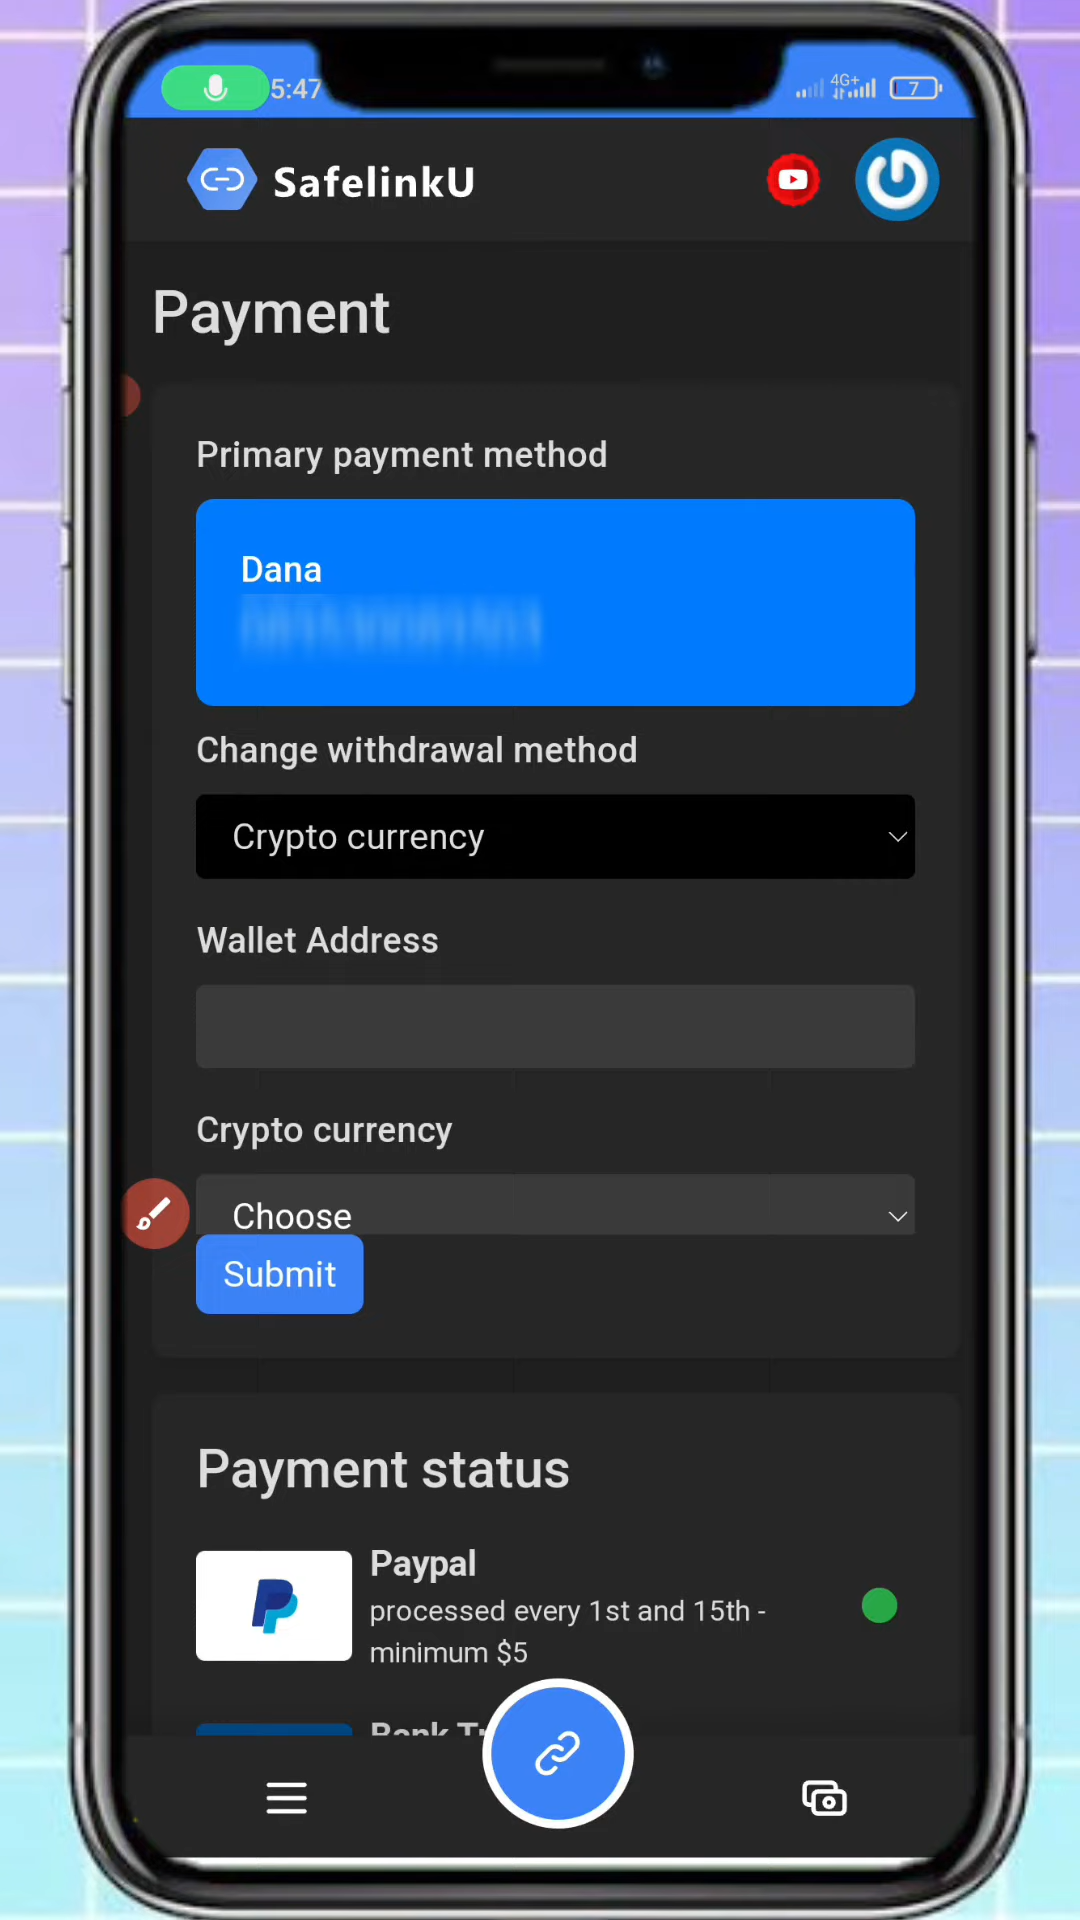 5:47
4G+
7
SafelinkU
Payment
Primary payment method
Dana
Change withdrawal method
Crypto currency
Wallet Address
Crypto currency
Choose
Submit
Payment status
Paypal
processed every 1st and 15th -
minimum $5
Bank